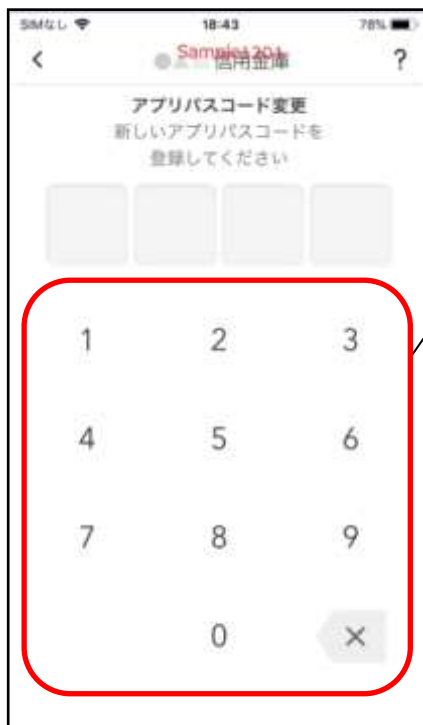 SIMなし 18:43 78%
< Sample1201 信用金庫 ?
アプリパスコード変更
新しいアプリパスコードを
登録してください
1 2 3
4 5 6
7 8 9
0 ×